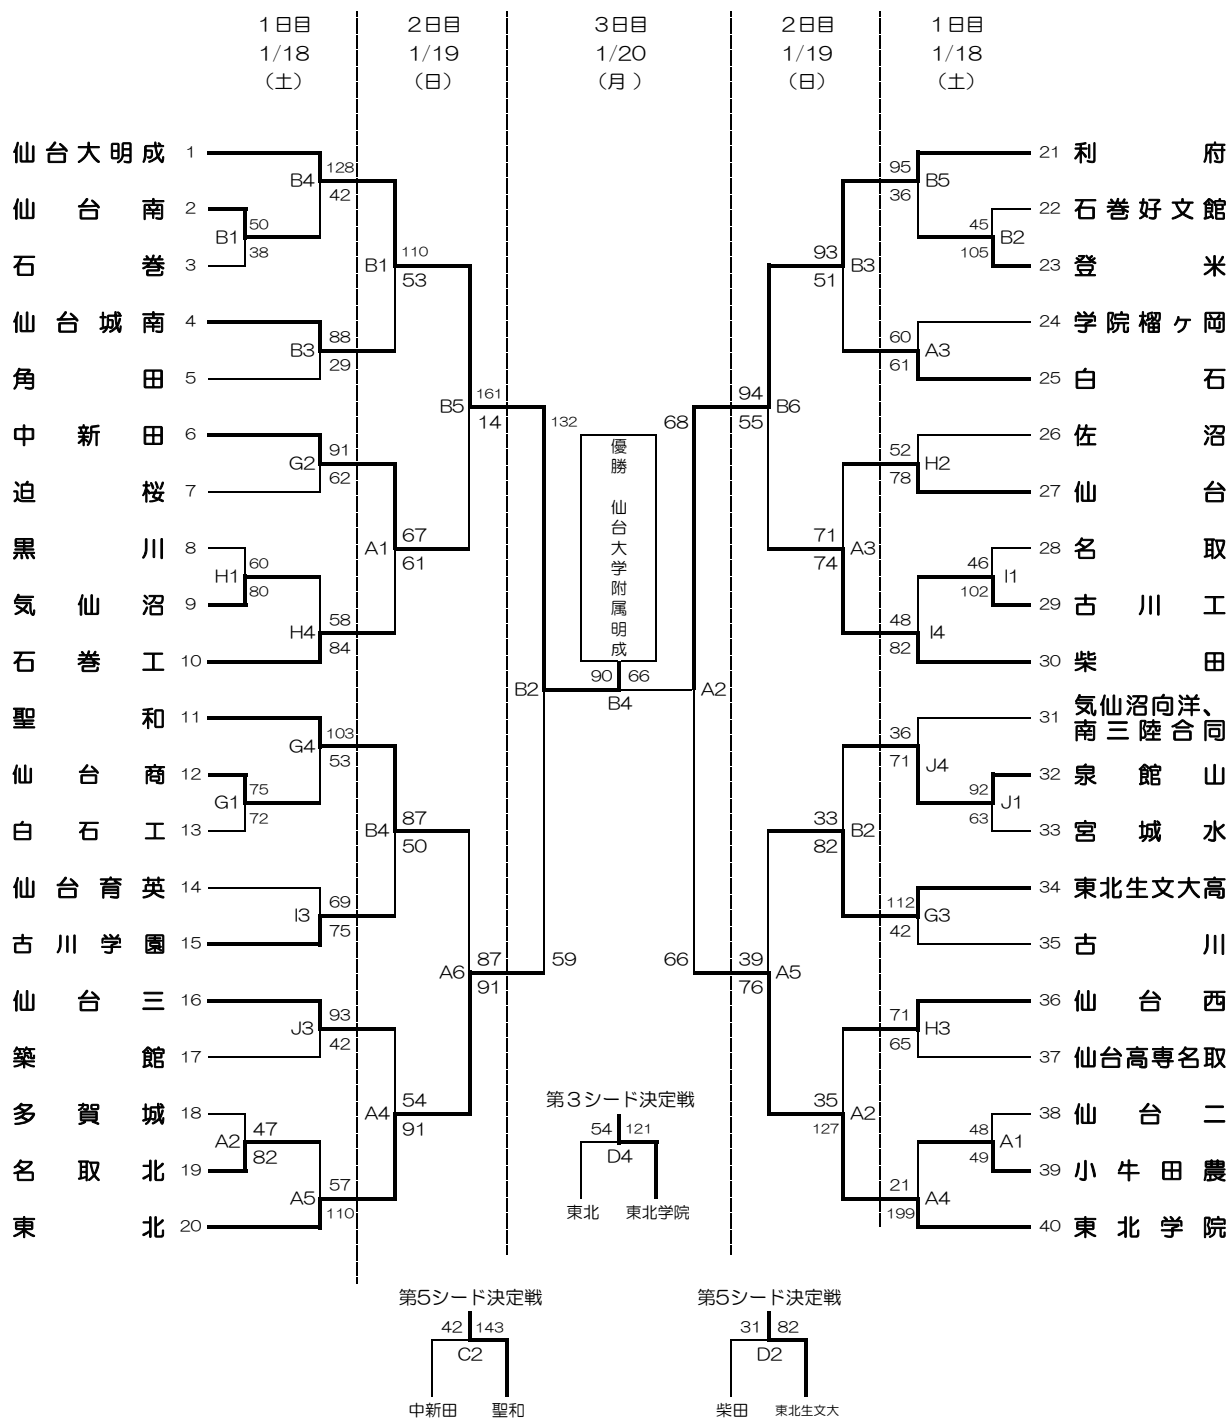 1日目 2日目 3日目 2日目 1日目
1/18 1/19 1/20 1/19 1/18
（土） （日） （月） （日） （土）
仙台大明成 1
仙台南 2
石巻 3
仙台城南 4
角田 5
中新田 6
迫桜 7
黒川 8
気仙沼 9
石巻工 10
聖和 11
仙台商 12
白石工 13
仙台育英 14
古川学園 15
仙台三 16
築館 17
多賀城 18
名取北 19
東北 20
B4 128 42
B1 50 38
B3 88 29
G2 91 62
H1 60 80
H4 58 84
G4 103 53
G1 75 72
I3 69 75
J3 93 42
A2 47 82
A5 57 110
B1 110 53
A1 67 61
B4 87 50
A4 54 91
B5 161 14
A6 87 91
B2 132 59
優勝 仙台大学附属明成
90 66
B4
68 A2 66
94 55 B6
39 76 A5
93 51 B3
71 74 A3
33 82 B2
35 127 A2
95 36 B5
45 105 B2
60 61 A3
52 78 H2
46 102 I1
48 82 I4
36 71 J4
92 63 J1
112 42 G3
71 65 H3
48 49 A1
21 199 A4
21 利府
22 石巻好文館
23 登米
24 学院榴ヶ岡
25 白石
26 佐沼
27 仙台
28 名取
29 古川工
30 柴田
31 気仙沼向洋、
南三陸合同
32 泉館山
33 宮城水
34 東北生文大高
35 古川
36 仙台西
37 仙台高専名取
38 仙台二
39 小牛田農
40 東北学院
第3シード決定戦
54 121
D4
東北 東北学院
第5シード決定戦
42 143
C2
中新田 聖和
第5シード決定戦
31 82
D2
柴田 東北生文大